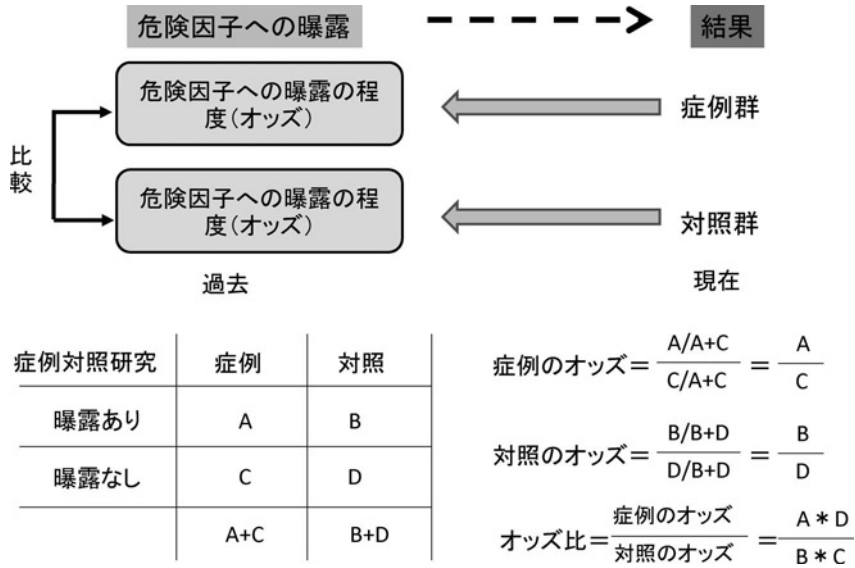 危険因子への曝露
結果
危険因子への曝露の程
度(オッズ)
症例群
比較
危険因子への曝露の程
度(オッズ)
対照群
過去
現在
症例対照研究 症例 対照
曝露あり A B
曝露なし C D
A+C B+D
症例のオッズ= A/A+C = A
C/A+C C
対照のオッズ= B/B+D = B
D/B+D D
オッズ比= 症例のオッズ = A*D
対照のオッズ B*C